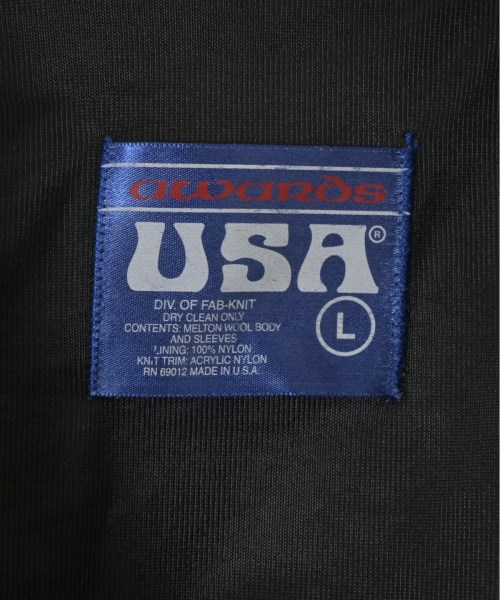 awards
USA®
DIV. OF FAB-KNIT
DRY CLEAN ONLY
CONTENTS: MELTON WOOL BODY
AND SLEEVES
LINING: 100% NYLON
KNIT TRIM: ACRYLIC NYLON
RN 69012 MADE IN U.S.A.
L